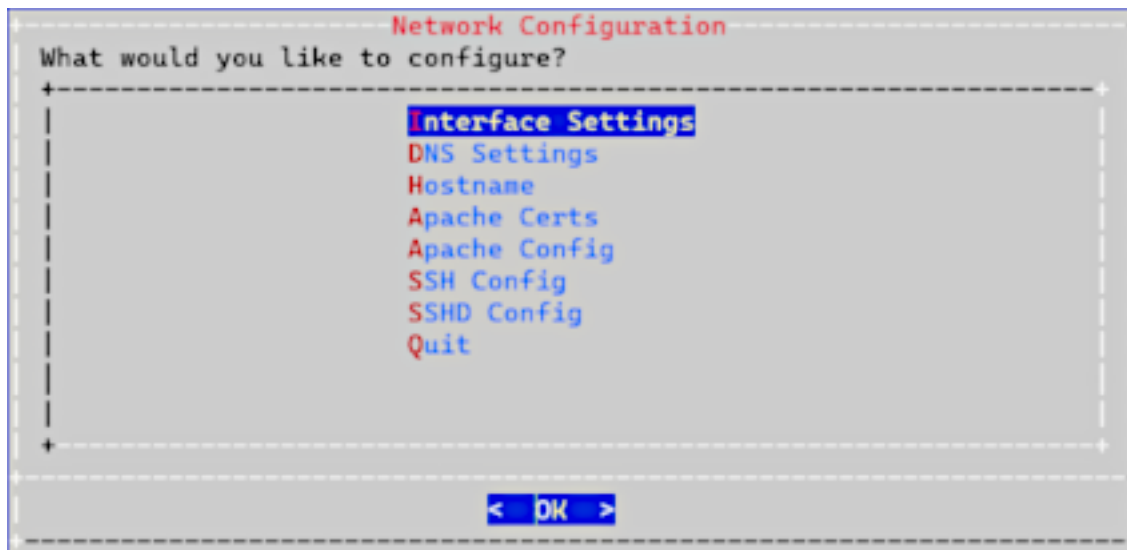 Network Configuration
What would you like to configure?
Interface Settings
DNS Settings
Hostname
Apache Certs
Apache Config
SSH Config
SSHD Config
Quit
< OK >